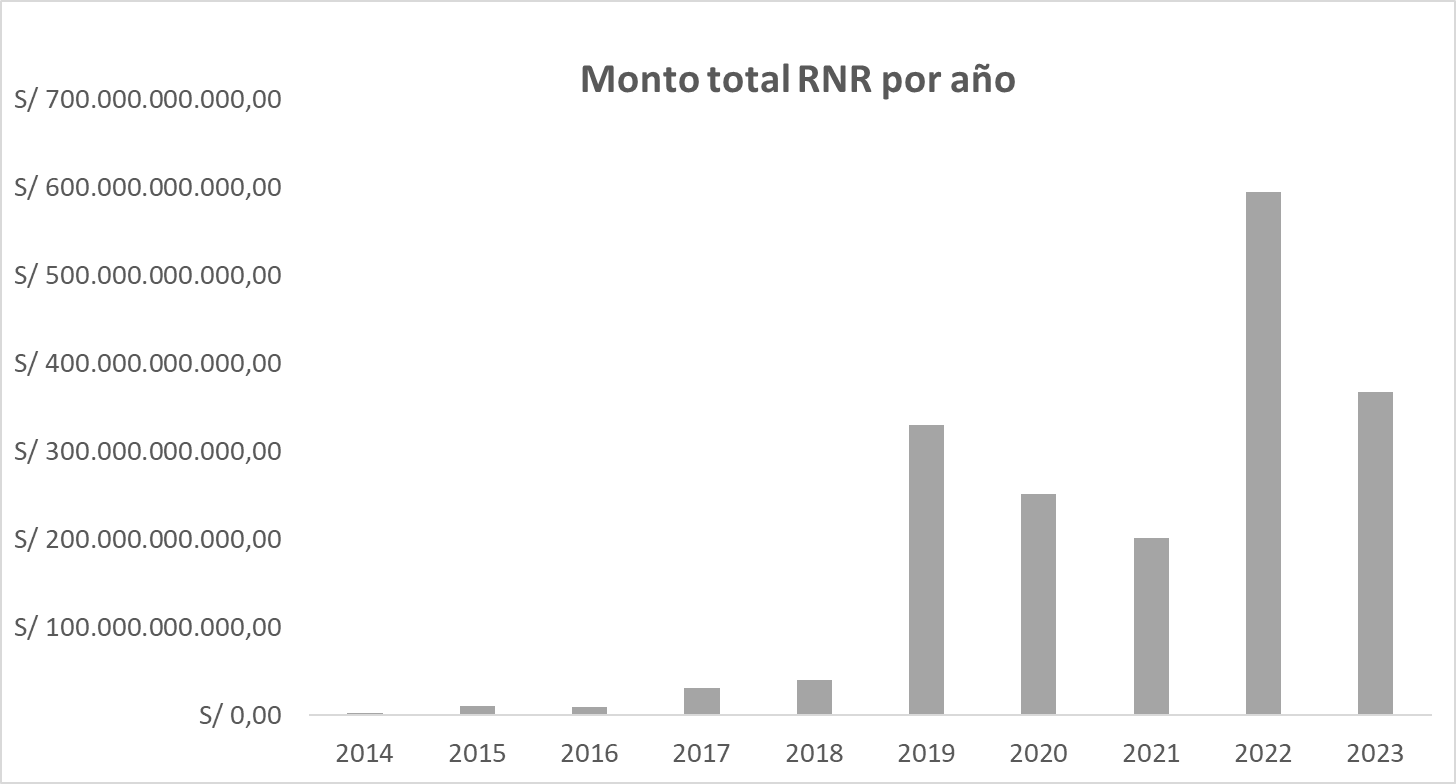 Monto total RNR por año
S/ 700.000.000.000,00
S/ 600.000.000.000,00
S/ 500.000.000.000,00
S/ 400.000.000.000,00
S/ 300.000.000.000,00
S/ 200.000.000.000,00
S/ 100.000.000.000,00
S/ 0,00
2014 2015 2016 2017 2018 2019 2020 2021 2022 2023